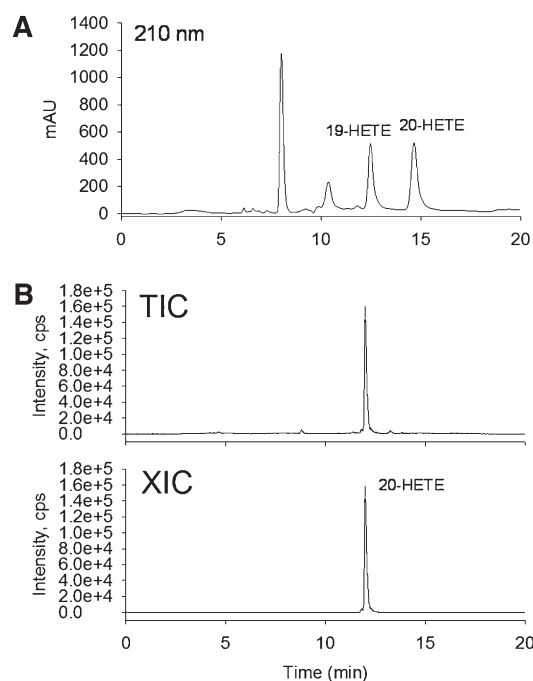 A
210 nm
1400
1200
1000
800
600
400
200
0
mAU
19-HETE
20-HETE
0 5 10 15 20
B
TIC
1.8e+5
1.6e+5
1.4e+5
1.2e+5
1.0e+5
8.0e+4
6.0e+4
4.0e+4
2.0e+4
0.0
Intensity, cps
XIC
20-HETE
1.8e+5
1.6e+5
1.4e+5
1.2e+5
1.0e+5
8.0e+4
6.0e+4
4.0e+4
2.0e+4
0.0
Intensity, cps
0 5 10 15 20
Time (min)